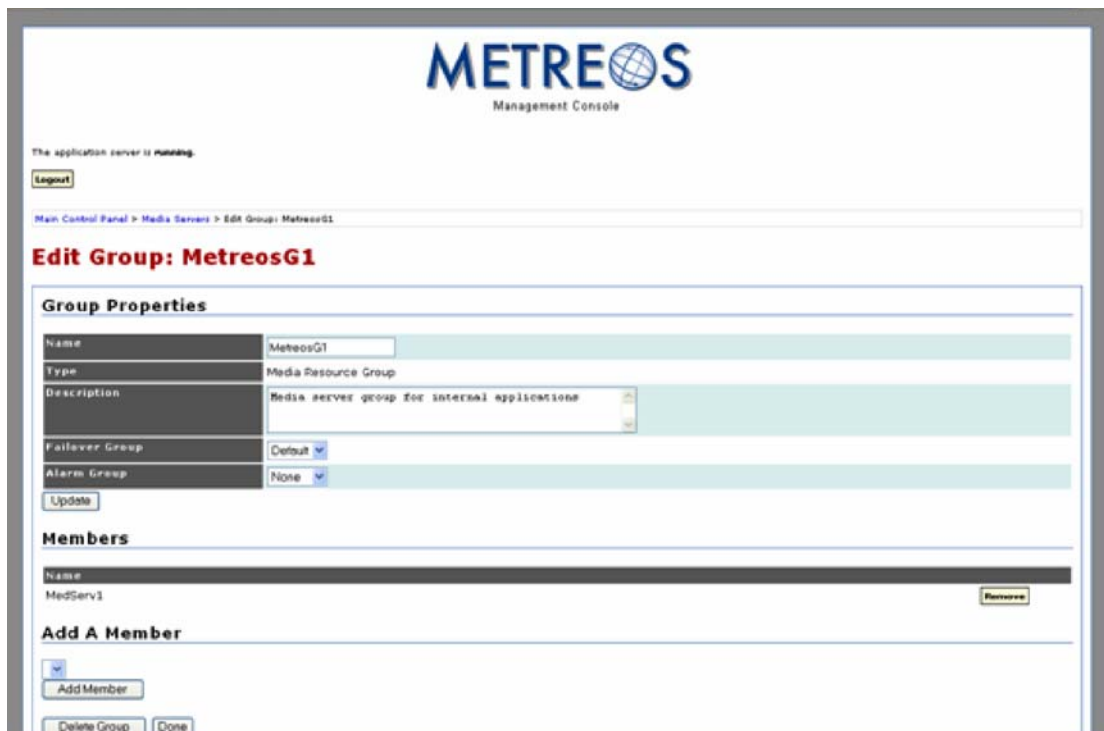 METREOS
Management Console
The application server is running.
Logout
Main Control Panel > Media Servers > Edit Group: MetreosG1
Edit Group: MetreosG1
Group Properties
Name MetreosG1
Type Media Resource Group
Description Media server group for internal applications
Failover Group Default
Alarm Group None
Update
Members
Name
MedServ1 Remove
Add A Member
Add Member
Delete Group Done